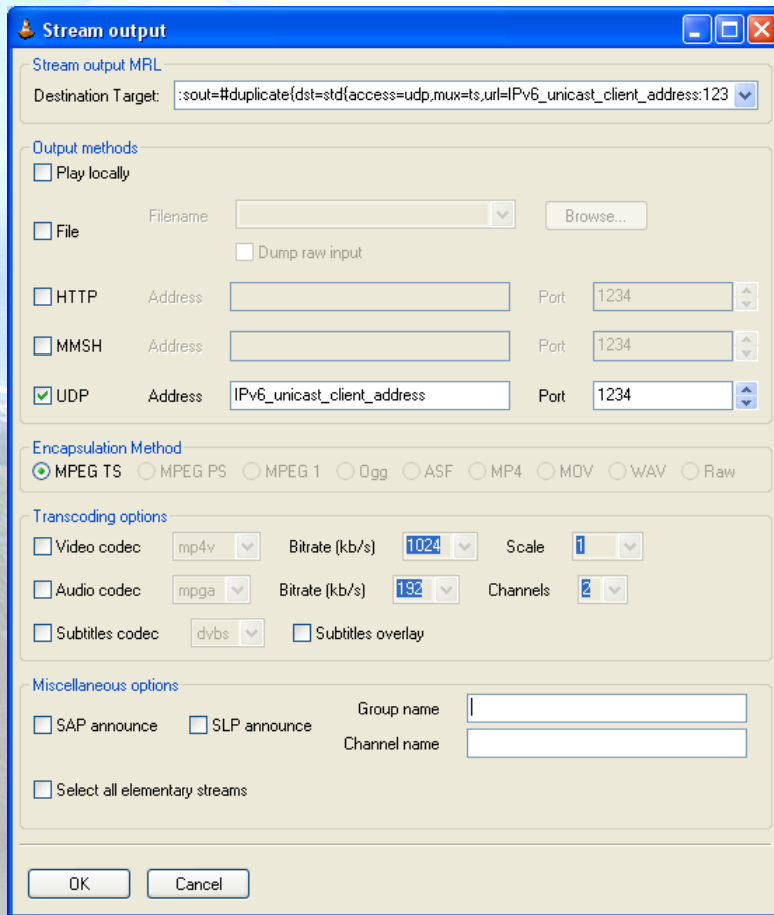 Stream output
Stream output MRL
Destination Target: :sout=#duplicate{dst=std{access=udp,mux=ts,url=IPv6_unicast_client_address:123
Output methods
Play locally
File Filename Browse...
Dump raw input
HTTP Address Port 1234
MMSH Address Port 1234
UDP Address IPv6_unicast_client_address Port 1234
Encapsulation Method
MPEG TS MPEG PS MPEG 1 Ogg ASF MP4 MOV WAV Raw
Transcoding options
Video codec mp4v Bitrate (kb/s) 1024 Scale 1
Audio codec mpga Bitrate (kb/s) 192 Channels 2
Subtitles codec dvbs Subtitles overlay
Miscellaneous options
SAP announce SLP announce Group name
Channel name
Select all elementary streams
OK Cancel